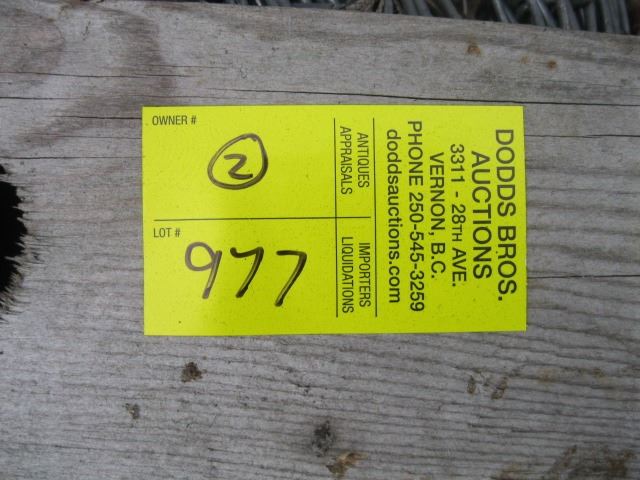 DODDS BROS.
AUCTIONS
3311 - 28TH AVE.
VERNON, B.C.
PHONE 250-545-3259
doddsauctions.com
ANTIQUES
APPRAISALS
IMPORTERS
LIQUIDATIONS
OWNER #
2
LOT #
977